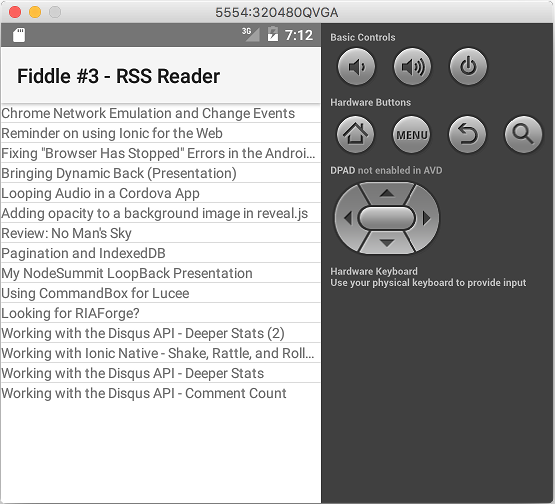 5554:320480QVGA
3G 7:12
Fiddle #3 - RSS Reader
Chrome Network Emulation and Change Events
Reminder on using Ionic for the Web
Fixing "Browser Has Stopped" Errors in the Androi...
Bringing Dynamic Back (Presentation)
Looping Audio in a Cordova App
Adding opacity to a background image in reveal.js
Review: No Man's Sky
Pagination and IndexedDB
My NodeSummit LoopBack Presentation
Using CommandBox for Lucee
Looking for RIAForge?
Working with the Disqus API - Deeper Stats (2)
Working with Ionic Native - Shake, Rattle, and Roll...
Working with the Disqus API - Deeper Stats
Working with the Disqus API - Comment Count
Basic Controls
Hardware Buttons
MENU
DPAD not enabled in AVD
Hardware Keyboard
Use your physical keyboard to provide input